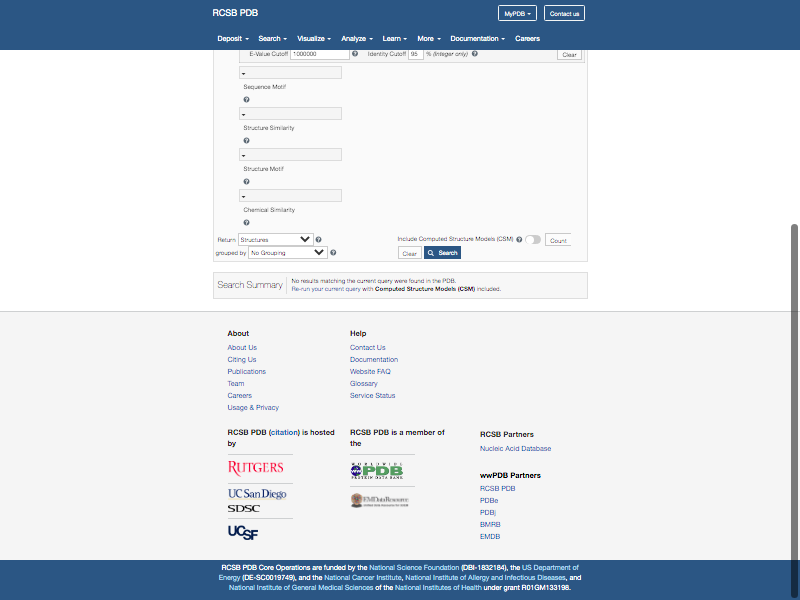 RCSB PDB
MyPDB
Contact us
Deposit Search Visualize Analyze Learn More Documentation Careers
E-Value Cutoff 1000000 Identity Cutoff 95 % (Integer only) Clear
Sequence Motif
Structure Similarity
Structure Motif
Chemical Similarity
Return Structures Include Computed Structure Models (CSM) Count
grouped by No Grouping Clear Search
Search Summary
No results matching the current query were found in the PDB.
Re-run your current query with Computed Structure Models (CSM) included.
About
About Us
Citing Us
Publications
Team
Careers
Usage & Privacy
Help
Contact Us
Documentation
Website FAQ
Glossary
Service Status
RCSB PDB (citation) is hosted
by
RUTGERS
UC San Diego
SDSC
UCSF
RCSB PDB is a member of
the
WORLDWIDE
PDB
PROTEIN DATA BANK
EMDataResource
RCSB Partners
Nucleic Acid Database
wwPDB Partners
RCSB PDB
PDBe
PDBj
BMRB
EMDB
RCSB PDB Core Operations are funded by the National Science Foundation (DBI-1832184), the US Department of
Energy (DE-SC0019749), and the National Cancer Institute, National Institute of Allergy and Infectious Diseases, and
National Institute of General Medical Sciences of the National Institutes of Health under grant R01GM133198.